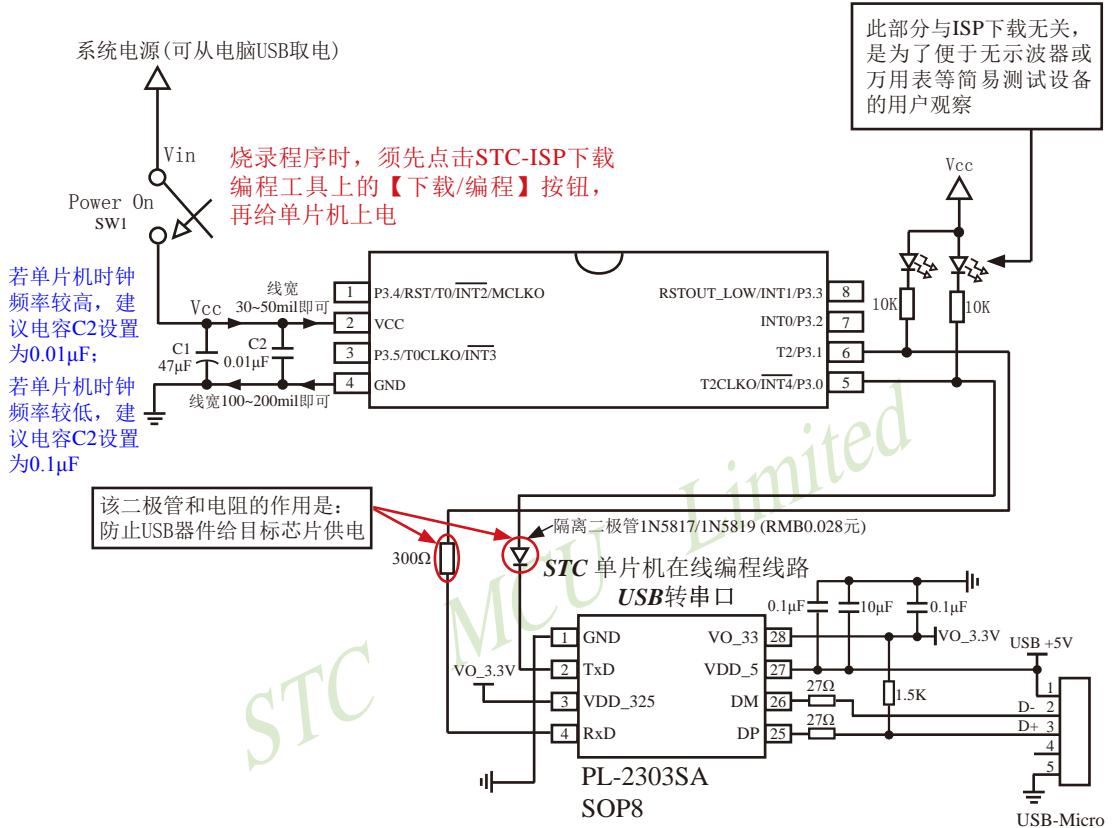 系统电源(可从电脑USB取电)
此部分与ISP下载无关，
是为了便于无示波器或
万用表等简易测试设备
的用户观察
Vin
Power On
SW1
烧录程序时，须先点击STC-ISP下载
编程工具上的【下载/编程】按钮，
再给单片机上电
Vcc
若单片机时钟
频率较高，建
议电容C2设置
为0.01μF；
若单片机时钟
频率较低，建
议电容C2设置
为0.1μF
Vcc
线宽
30~50mil即可
C1
47μF
C2
0.01μF
线宽100~200mil即可
1 P3.4/RST/T0/INT2/MCLKO
2 VCC
3 P3.5/T0CLKO/INT3
4 GND
RSTOUT_LOW/INT1/P3.3 8
INT0/P3.2 7
T2/P3.1 6
T2CLKO/INT4/P3.0 5
10K
10K
该二极管和电阻的作用是：
防止USB器件给目标芯片供电
300Ω
隔离二极管1N5817/1N5819 (RMB0.028元)
STC 单片机在线编程线路
USB转串口
STC MCU Limited
VO_3.3V
1 GND
2 TxD
3 VDD_325
4 RxD
VO_33 28
VDD_5 27
DM 26
DP 25
PL-2303SA
SOP8
0.1μF
10μF
0.1μF
VO_3.3V
USB +5V
27Ω
27Ω
1.5K
1
D- 2
D+ 3
4
5
USB-Micro